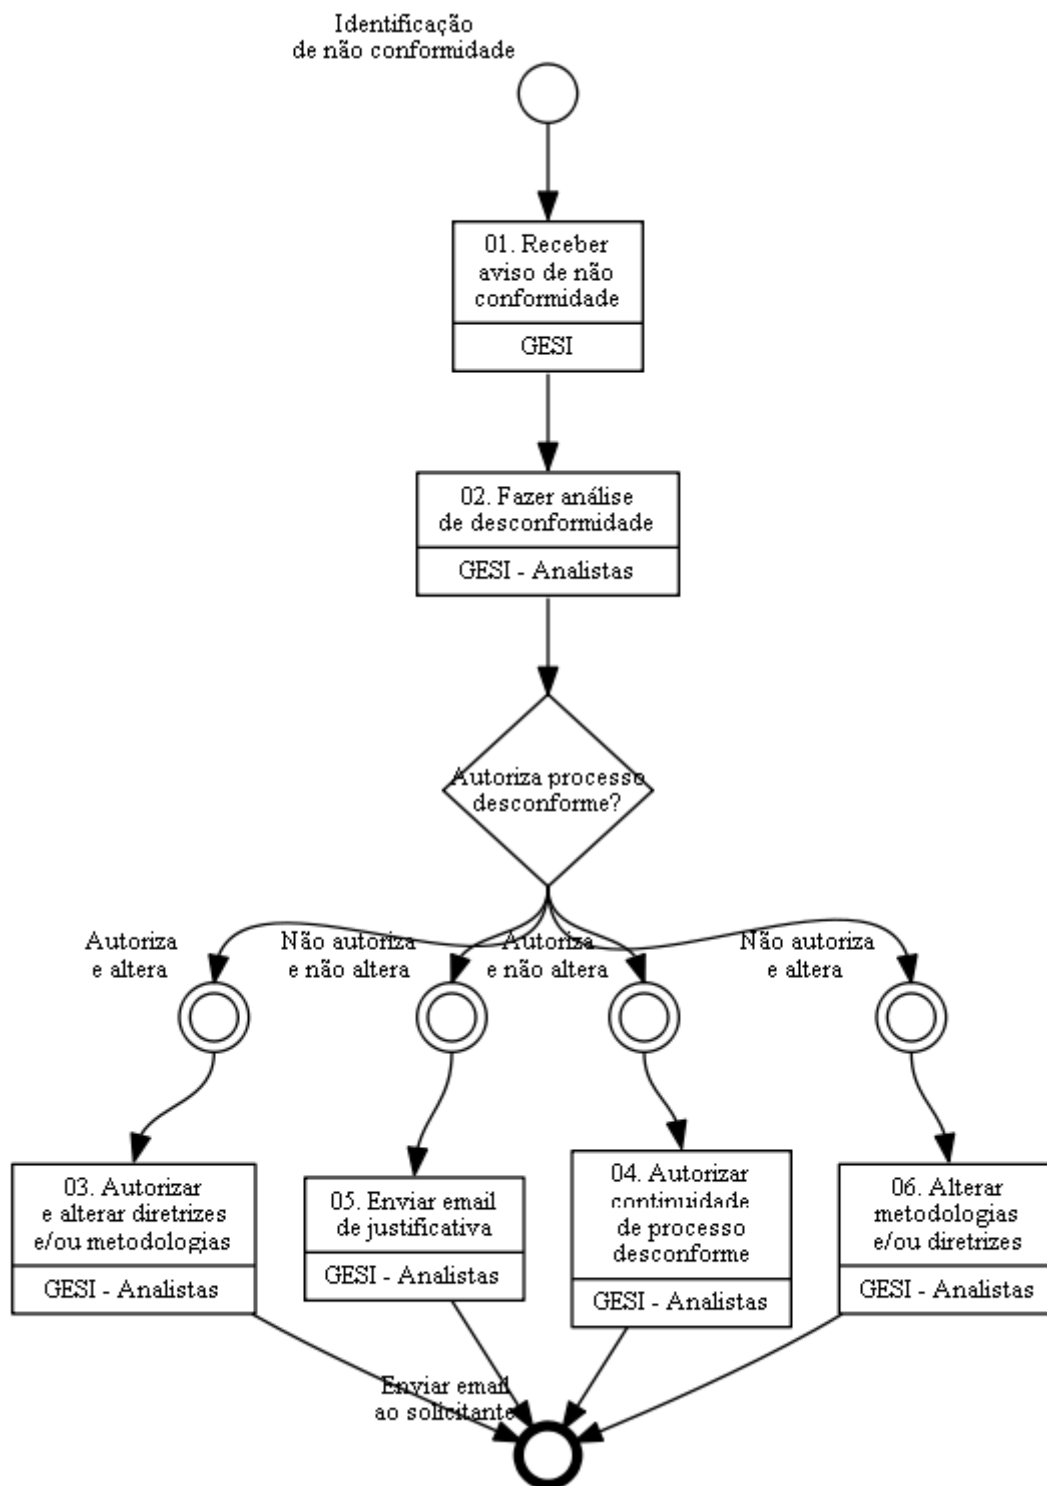 Identificação
de não conformidade
01. Receber
aviso de não
conformidade
GESI
02. Fazer análise
de desconformidade
GESI - Analistas
Autoriza processo
desconforme?
Autoriza
e altera
Não autoriza
e não altera
Autoriza
e não altera
Não autoriza
e altera
03. Autorizar
e alterar diretrizes
e/ou metodologias
GESI - Analistas
05. Enviar email
de justificativa
GESI - Analistas
04. Autorizar
continuidade
de processo
desconforme
GESI - Analistas
06. Alterar
metodologias
e/ou diretrizes
GESI - Analistas
Enviar email
ao solicitante